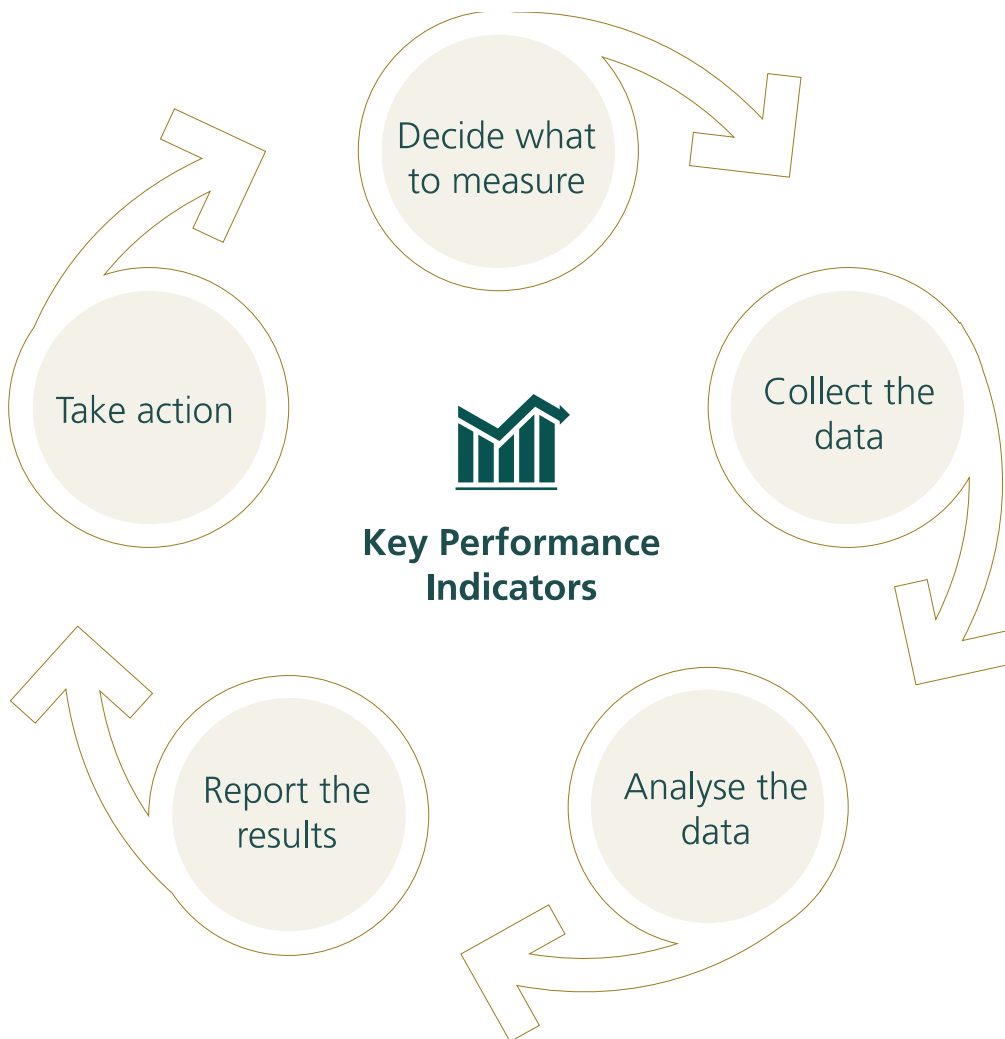 Decide what
to measure
Collect the
data
Analyse the
data
Report the
results
Take action
Key Performance
Indicators